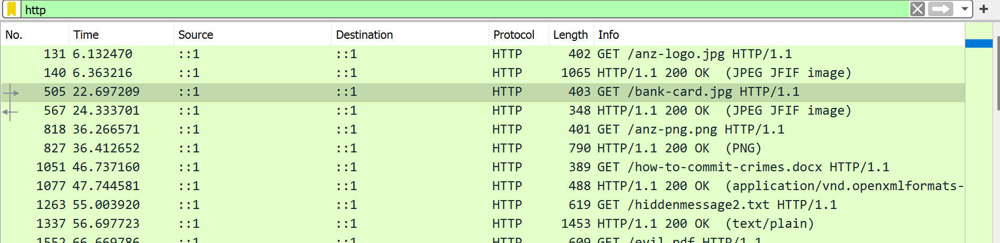 http
No. Time Source Destination Protocol Length Info
131 6.132470 ::1 ::1 HTTP 402 GET /anz-logo.jpg HTTP/1.1
140 6.363216 ::1 ::1 HTTP 1065 HTTP/1.1 200 OK (JPEG JFIF image)
505 22.697209 ::1 ::1 HTTP 403 GET /bank-card.jpg HTTP/1.1
567 24.333701 ::1 ::1 HTTP 348 HTTP/1.1 200 OK (JPEG JFIF image)
818 36.266571 ::1 ::1 HTTP 401 GET /anz-png.png HTTP/1.1
827 36.412652 ::1 ::1 HTTP 790 HTTP/1.1 200 OK (PNG)
1051 46.737160 ::1 ::1 HTTP 389 GET /how-to-commit-crimes.docx HTTP/1.1
1077 47.744581 ::1 ::1 HTTP 488 HTTP/1.1 200 OK (application/vnd.openxmlformats-
1263 55.003920 ::1 ::1 HTTP 619 GET /hiddenmessage2.txt HTTP/1.1
1337 56.697723 ::1 ::1 HTTP 1453 HTTP/1.1 200 OK (text/plain)
1552 66.669786 ::1 ::1 HTTP 609 GET /evil.pdf HTTP/1.1